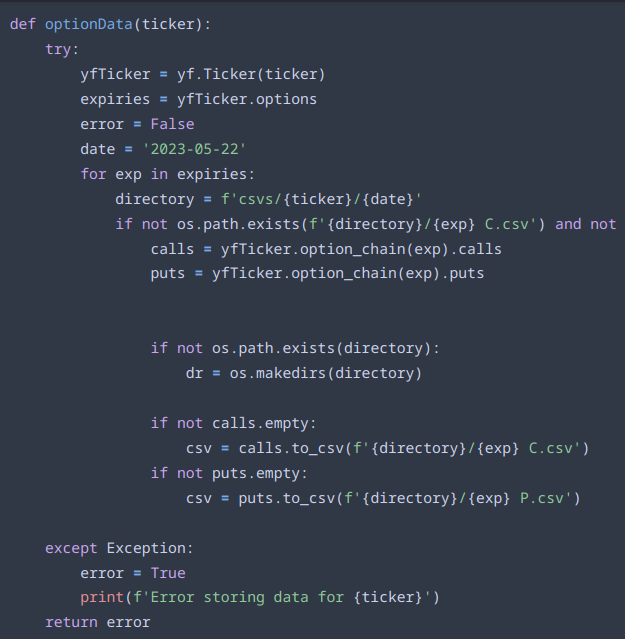 def optionData(ticker):
    try:
        yfTicker = yf.Ticker(ticker)
        expiries = yfTicker.options
        error = False
        date = '2023-05-22'
        for exp in expiries:
            directory = f'csvs/{ticker}/{date}'
            if not os.path.exists(f'{directory}/{exp} C.csv') and not
                calls = yfTicker.option_chain(exp).calls
                puts = yfTicker.option_chain(exp).puts
                if not os.path.exists(directory):
                    dr = os.makedirs(directory)
                if not calls.empty:
                    csv = calls.to_csv(f'{directory}/{exp} C.csv')
                if not puts.empty:
                    csv = puts.to_csv(f'{directory}/{exp} P.csv')
    except Exception:
        error = True
        print(f'Error storing data for {ticker}')
    return error